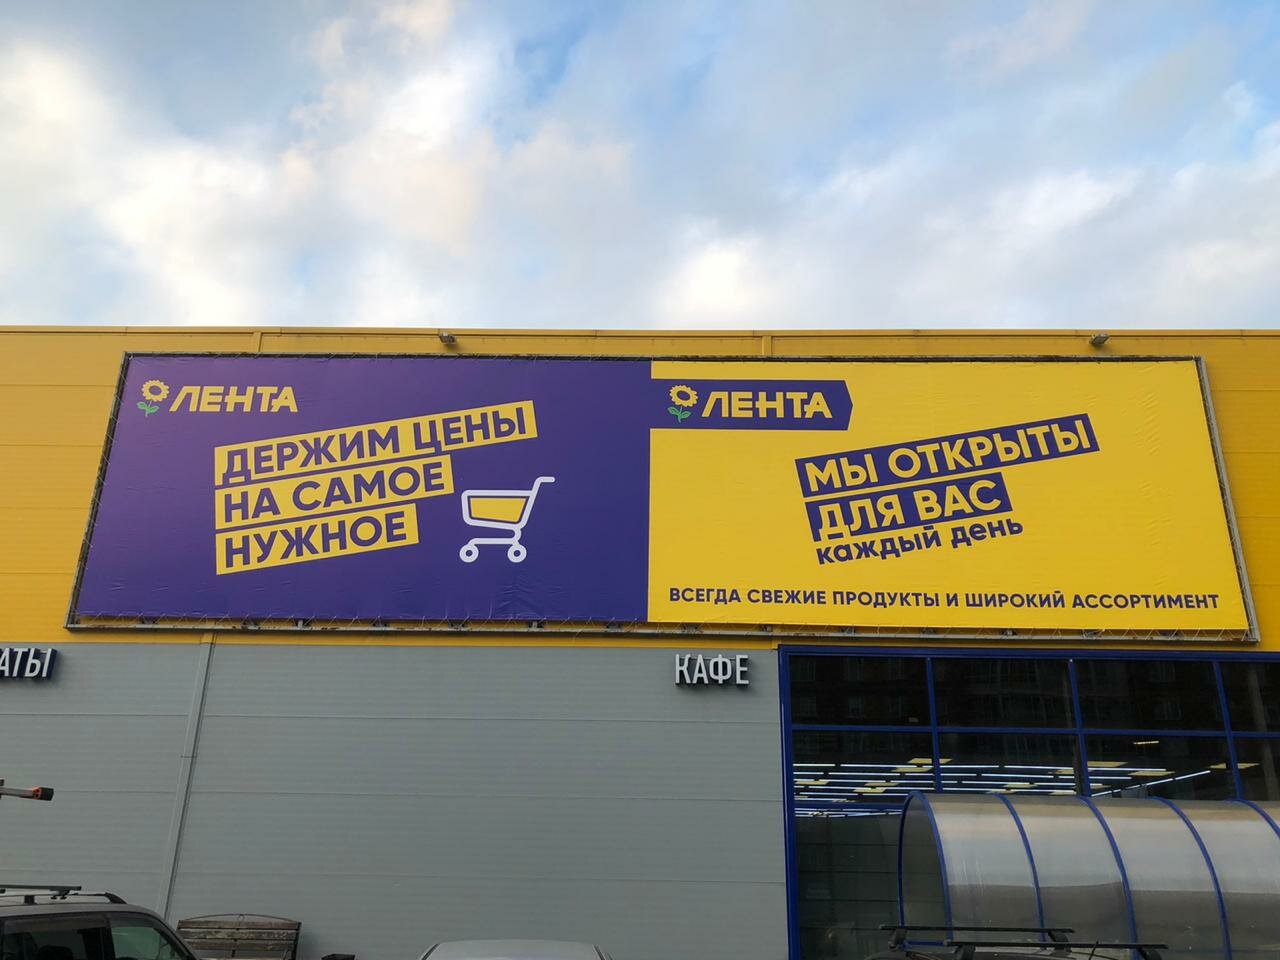 ЛЕНТА
ДЕРЖИМ ЦЕНЫ
НА САМОЕ
НУЖНОЕ
ЛЕНТА
МЫ ОТКРЫТЫ
ДЛЯ ВАС
каждый день
ВСЕГДА СВЕЖИЕ ПРОДУКТЫ И ШИРОКИЙ АССОРТИМЕНТ
АТЫ
КАФЕ